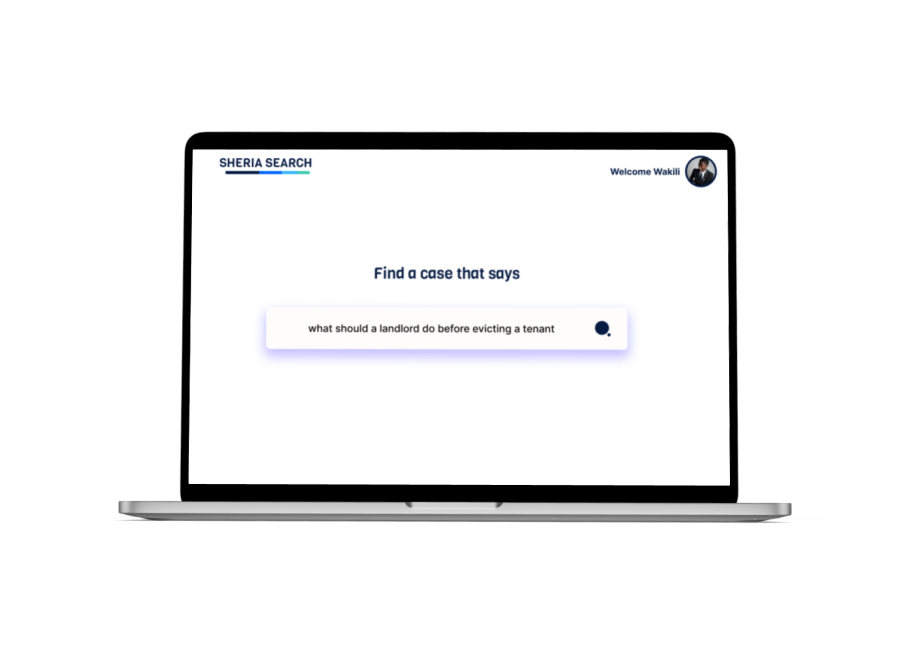 SHERIA SEARCH
Welcome Wakili
Find a case that says
what should a landlord do before evicting a tenant